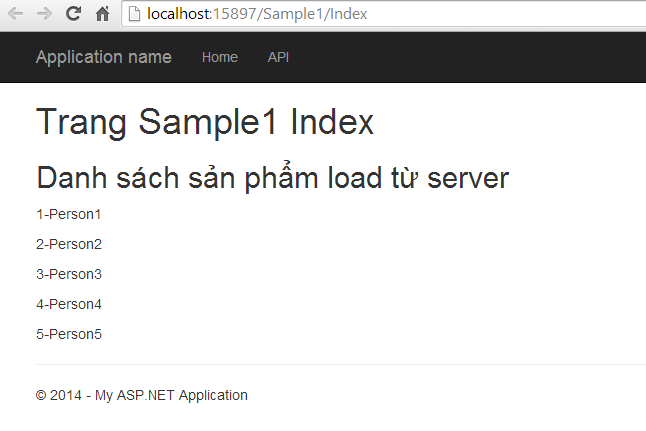 localhost:15897/Sample1/Index
Application name Home API
Trang Sample1 Index
Danh sách sản phẩm load từ server
1-Person1
2-Person2
3-Person3
4-Person4
5-Person5
© 2014 - My ASP.NET Application